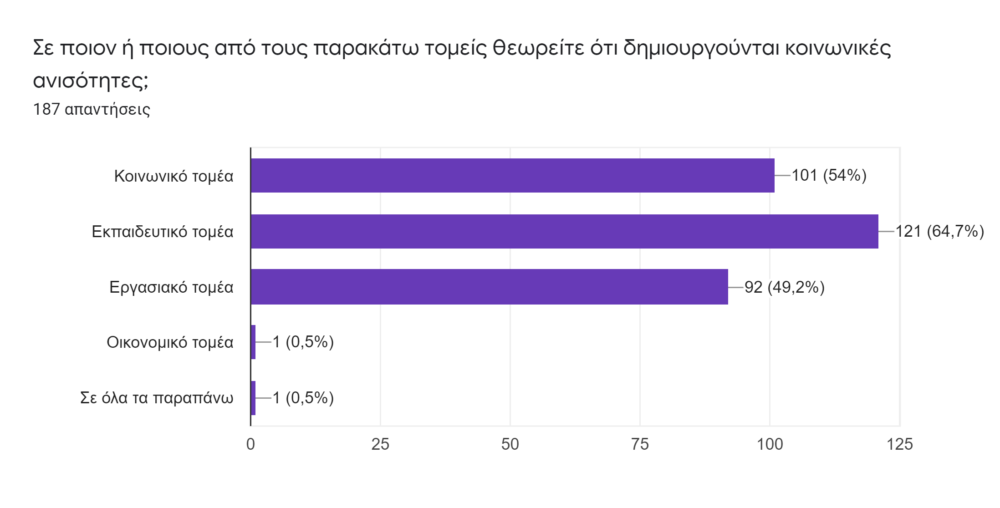 Σε ποιον ή ποιους από τους παρακάτω τομείς θεωρείτε ότι δημιουργούνται κοινωνικές
ανισότητες;
187 απαντήσεις
Κοινωνικό τομέα
101 (54%)
Εκπαιδευτικό τομέα
121 (64,7%)
Εργασιακό τομέα
92 (49,2%)
Οικονομικό τομέα
1 (0,5%)
Σε όλα τα παραπάνω
1 (0,5%)
0 25 50 75 100 125